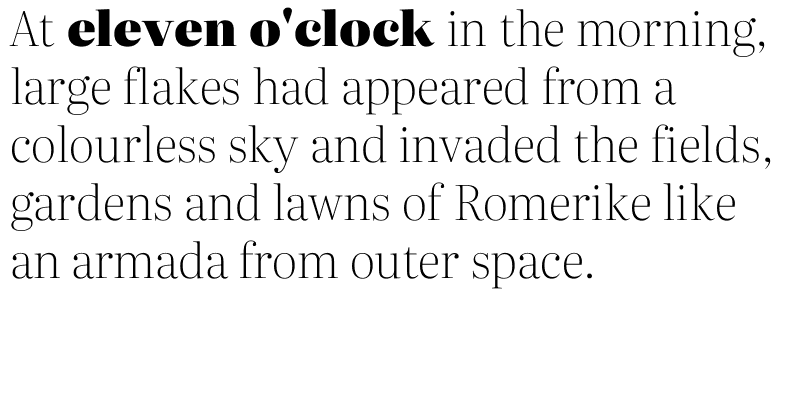 At eleven o'clock in the morning,
large flakes had appeared from a
colourless sky and invaded the fields,
gardens and lawns of Romerike like
an armada from outer space.